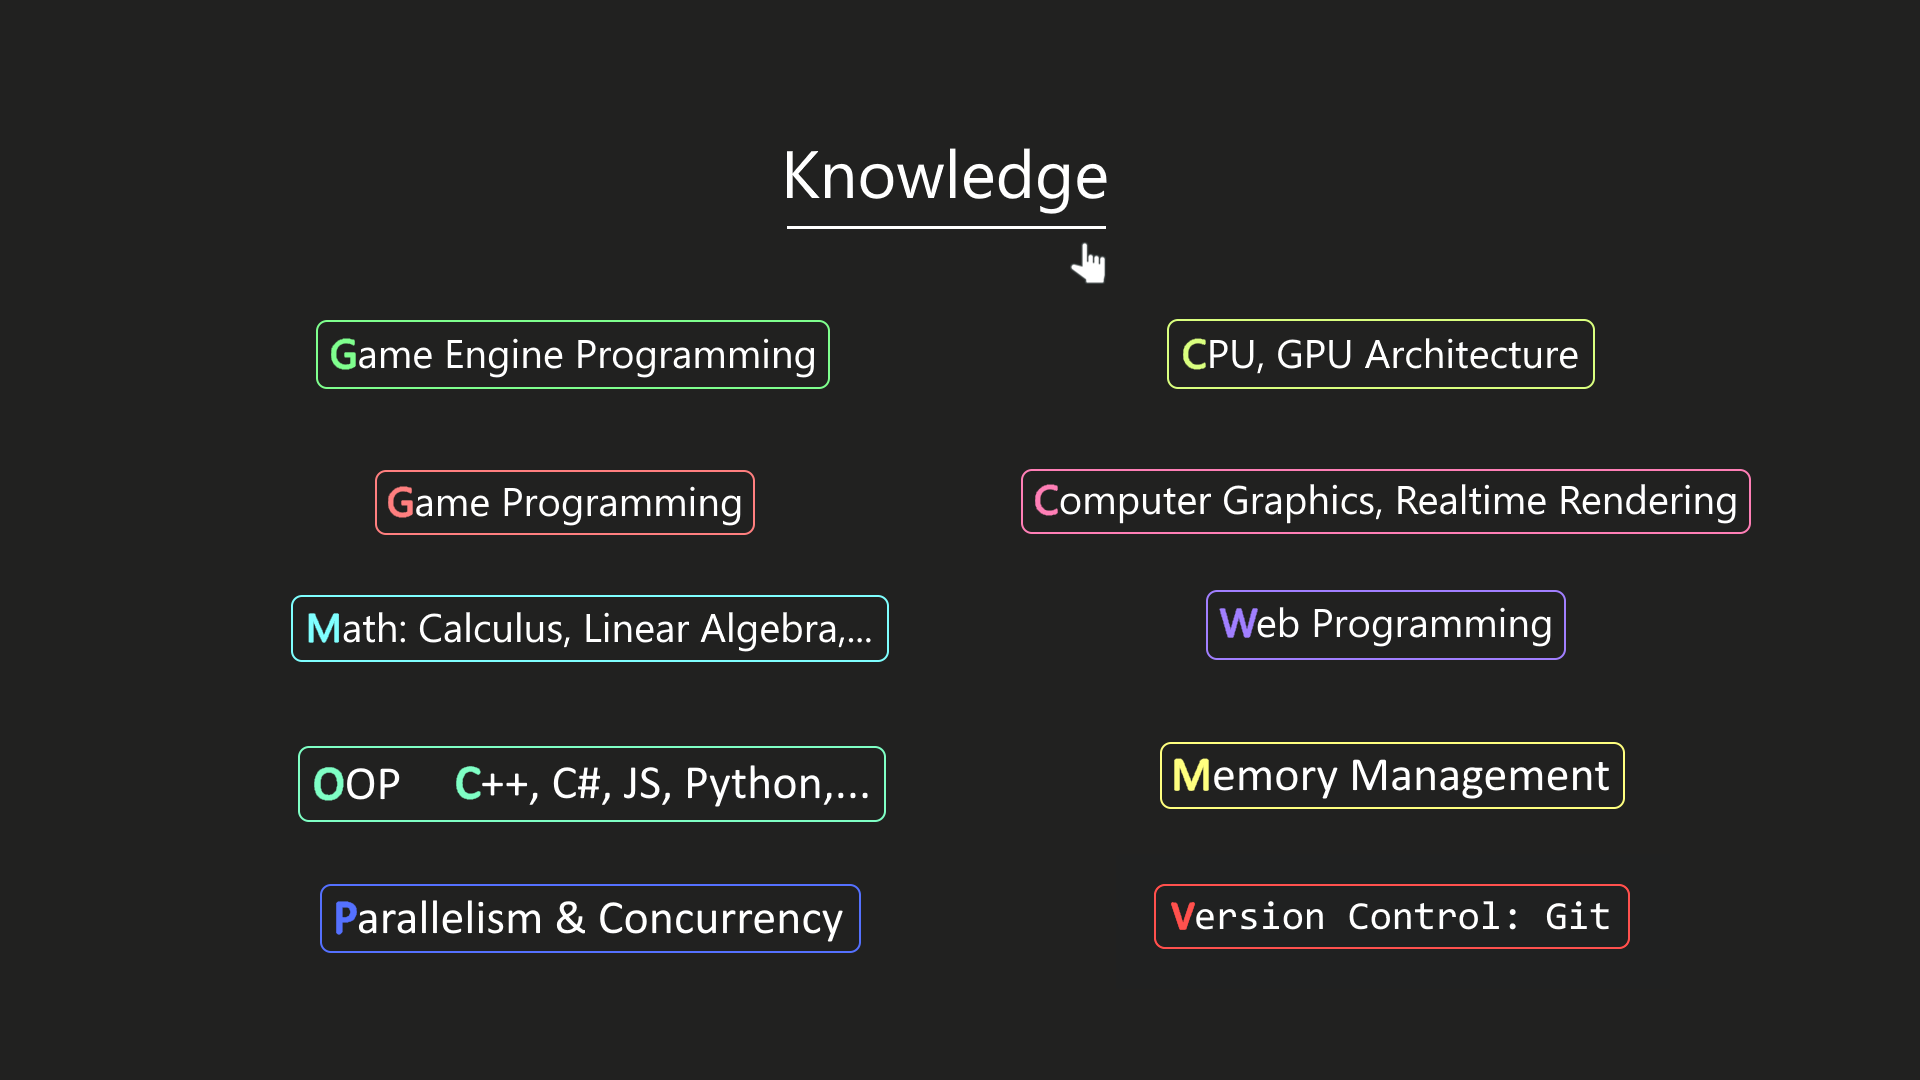 Knowledge
Game Engine Programming
CPU, GPU Architecture
Game Programming
Computer Graphics, Realtime Rendering
Math: Calculus, Linear Algebra,...
Web Programming
OOP C++, C#, JS, Python,...
Memory Management
Parallelism & Concurrency
Version Control: Git